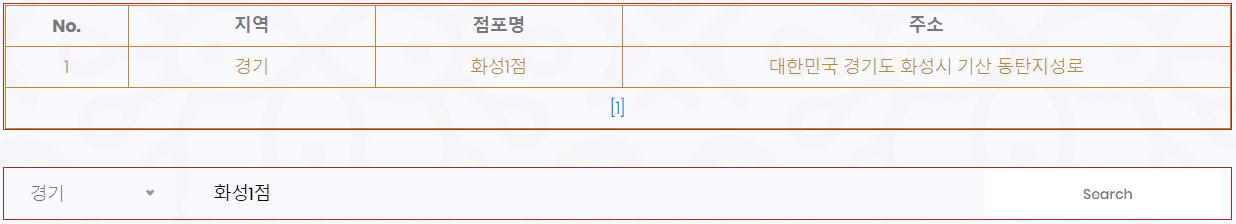 No. 지역 점포명 주소
1 경기 화성1점 대한민국 경기도 화성시 기산 동탄지성로
[1]
경기 화성1점 Search